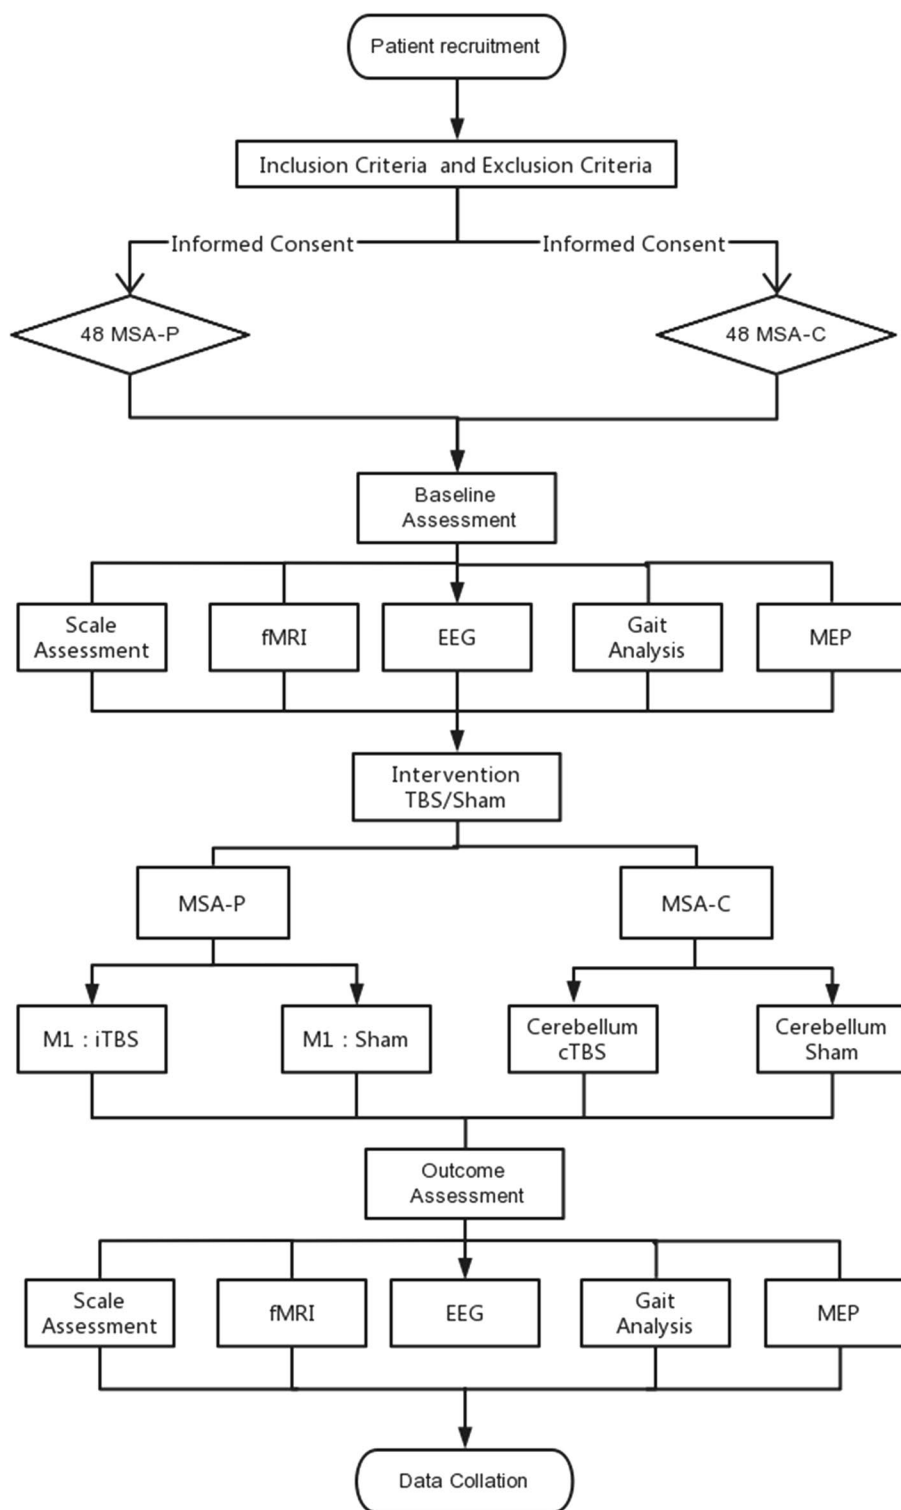 Patient recruitment
Inclusion Criteria and Exclusion Criteria
Informed Consent
Informed Consent
48 MSA-P
48 MSA-C
Baseline
Assessment
Scale
Assessment
fMRI
EEG
Gait
Analysis
MEP
Intervention
TBS/Sham
MSA-P
MSA-C
M1 : iTBS
M1 : Sham
Cerebellum
cTBS
Cerebellum
Sham
Outcome
Assessment
Scale
Assessment
fMRI
EEG
Gait
Analysis
MEP
Data Collation